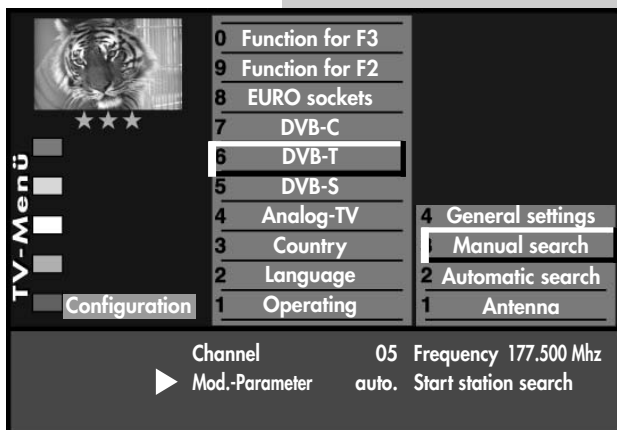 0 Function for F3
9 Function for F2
8 EURO sockets
7 DVB-C
6 DVB-T
5 DVB-S
4 Analog-TV
3 Country
2 Language
1 Operating
TV-Menü
Configuration
4 General settings
3 Manual search
2 Automatic search
1 Antenna
Channel 05 Frequency 177.500 Mhz
Mod.-Parameter auto. Start station search